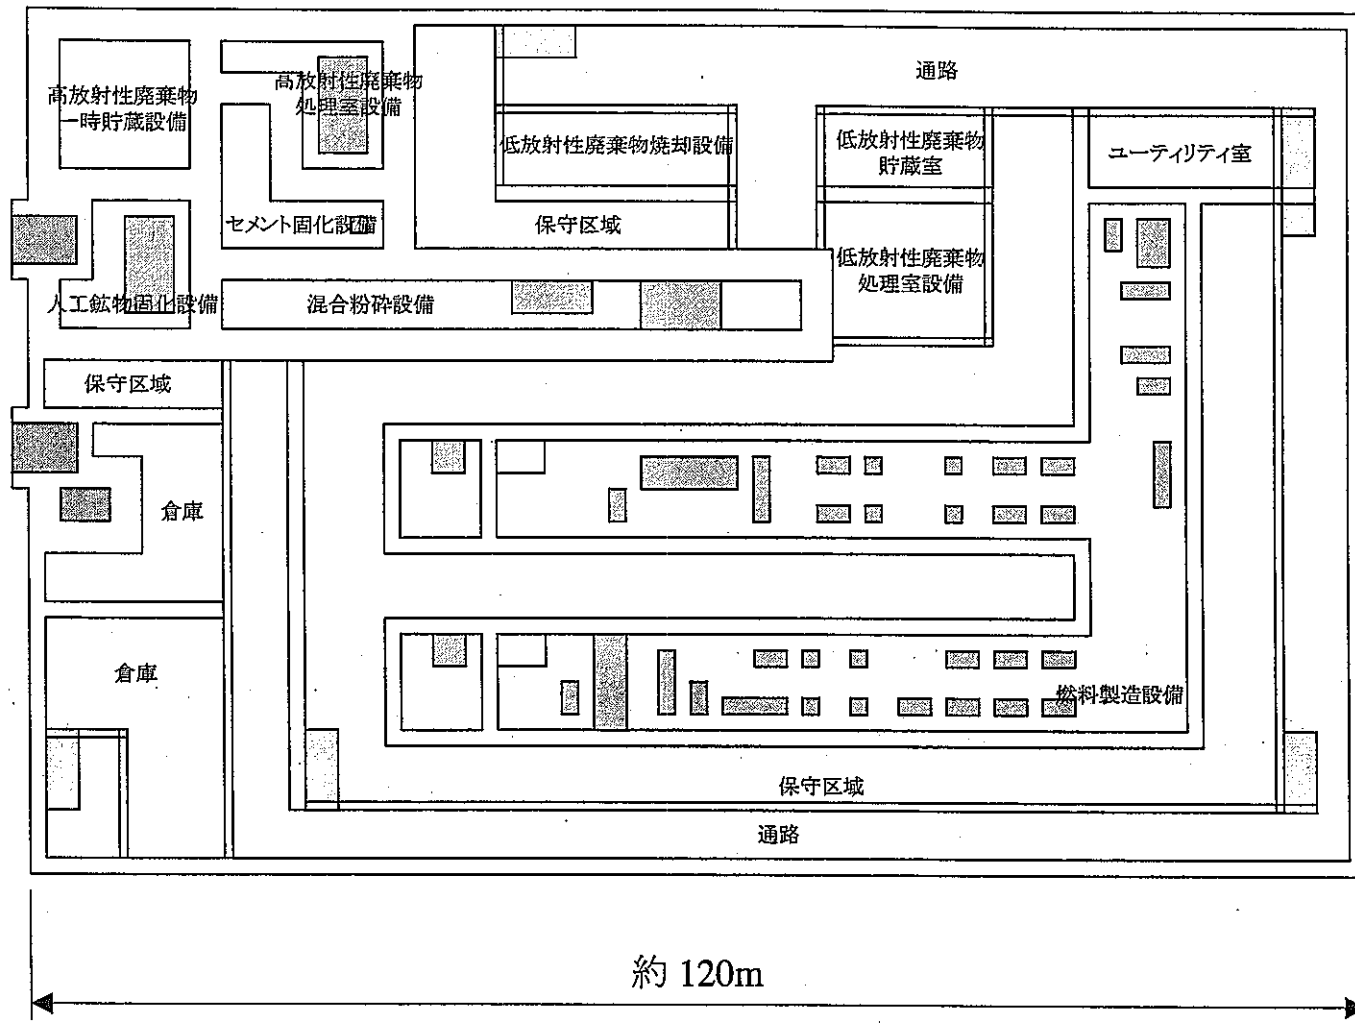 通路
高放射性廃棄物
一時貯蔵設備
高放射性廃棄物
処理室設備
低放射性廃棄物焼却設備
低放射性廃棄物
貯蔵室
ユーティリティ室
セメント固化設備
保守区域
低放射性廃棄物
処理室設備
人工鉱物固化設備
混合粉砕設備
保守区域
倉庫
倉庫
燃料製造設備
保守区域
通路
約 120m